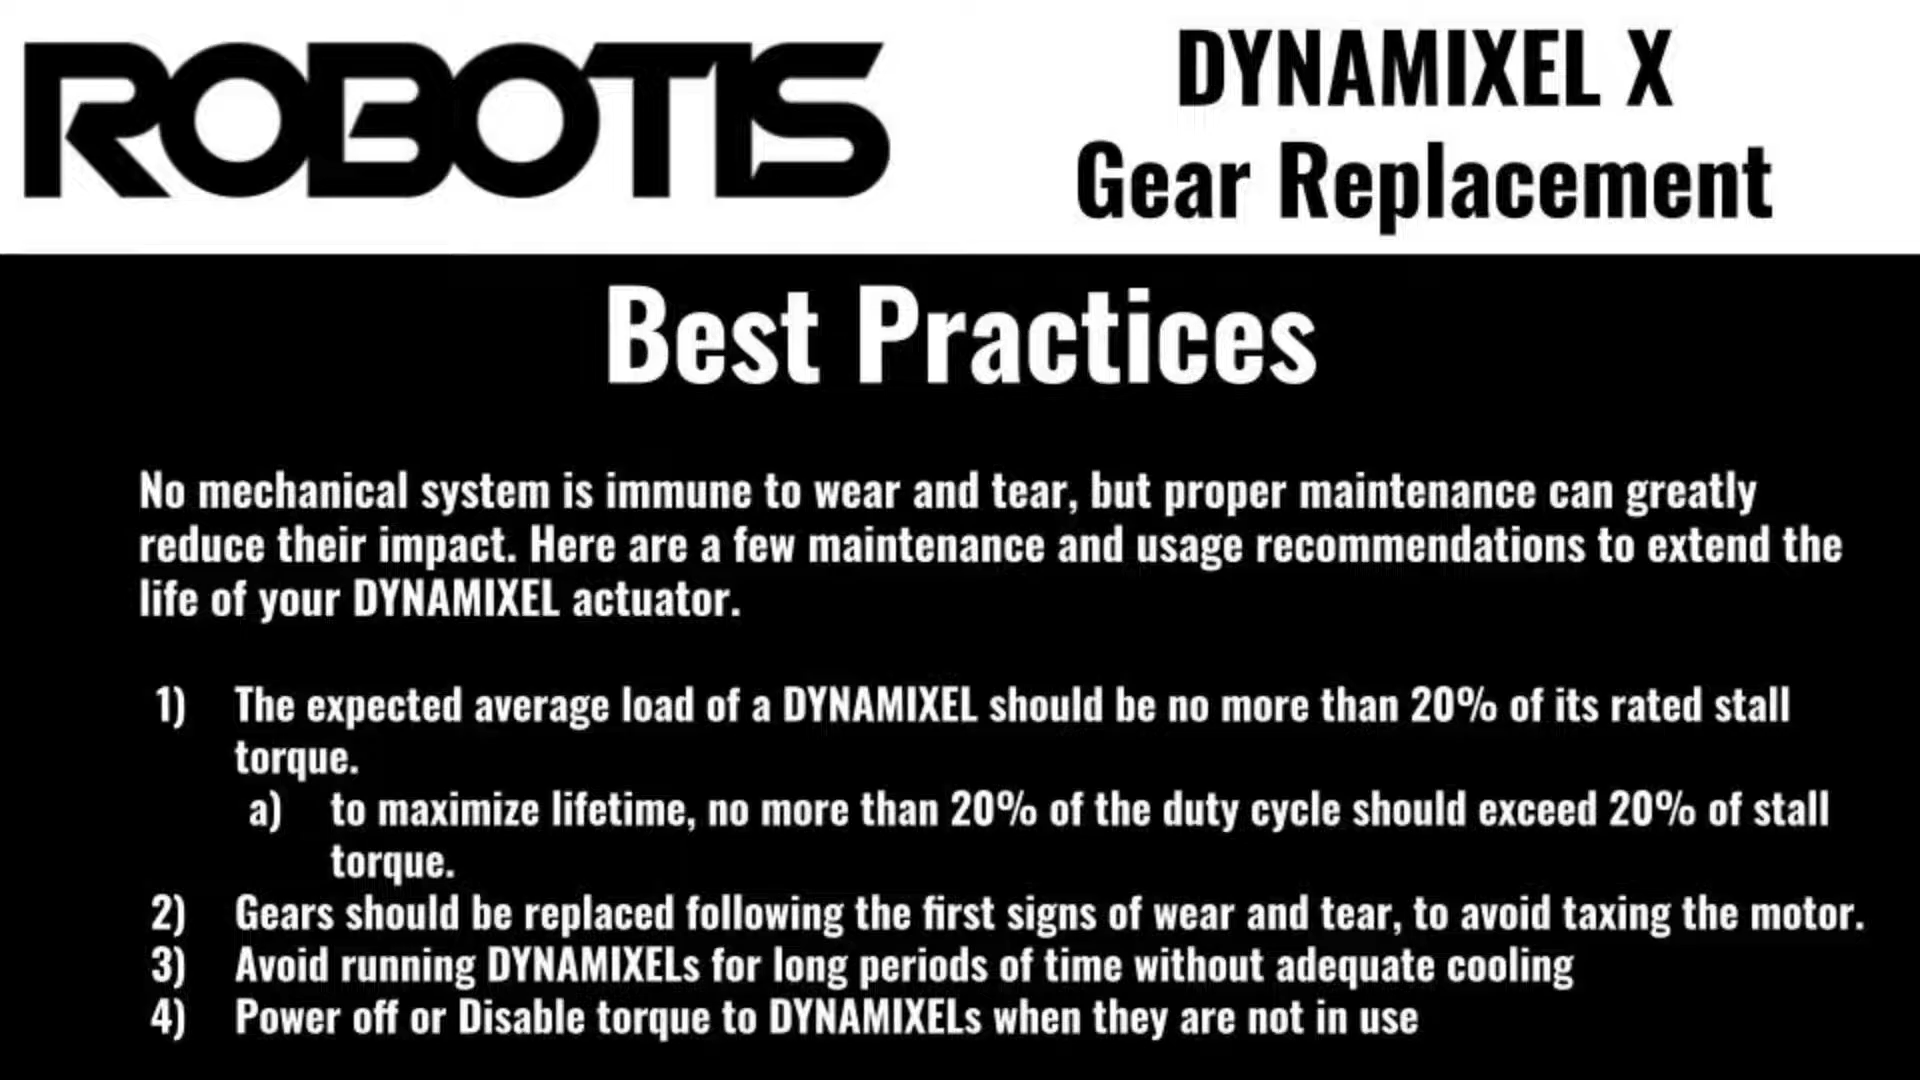 ROBOTIS
DYNAMIXEL X
Gear Replacement
Best Practices
No mechanical system is immune to wear and tear, but proper maintenance can greatly
reduce their impact. Here are a few maintenance and usage recommendations to extend the
life of your DYNAMIXEL actuator.
1) The expected average load of a DYNAMIXEL should be no more than 20% of its rated stall
torque.
a) to maximize lifetime, no more than 20% of the duty cycle should exceed 20% of stall
torque.
2) Gears should be replaced following the first signs of wear and tear, to avoid taxing the motor.
3) Avoid running DYNAMIXELs for long periods of time without adequate cooling
4) Power off or Disable torque to DYNAMIXELs when they are not in use